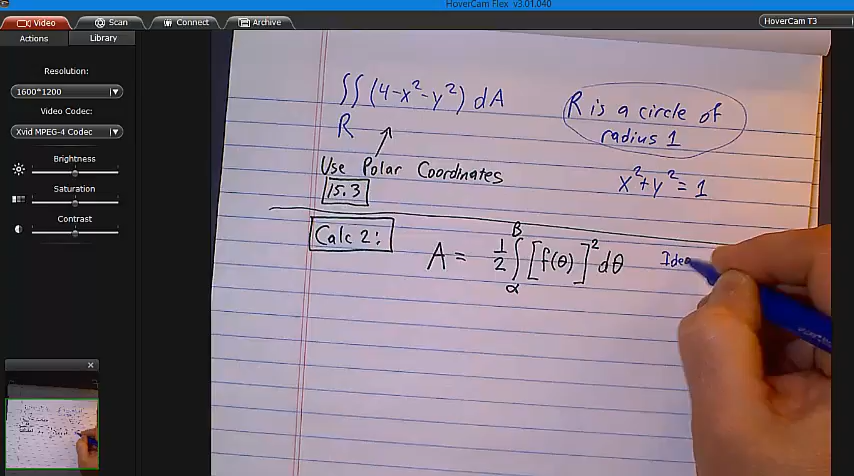 HoverCam Flex v3.01.040
Video
Scan
Connect
Archive
HoverCam T3
Actions
Library
Resolution:
1600*1200
Video Codec:
Xvid MPEG-4 Codec
Brightness
Saturation
Contrast
∬ (4-x²-y²) dA
R
R is a circle of
radius 1
Use Polar Coordinates
x²+y²=1
15.3
Calc 2:
A = 1/2 ∫_α^B [f(θ)]² dθ
Idea